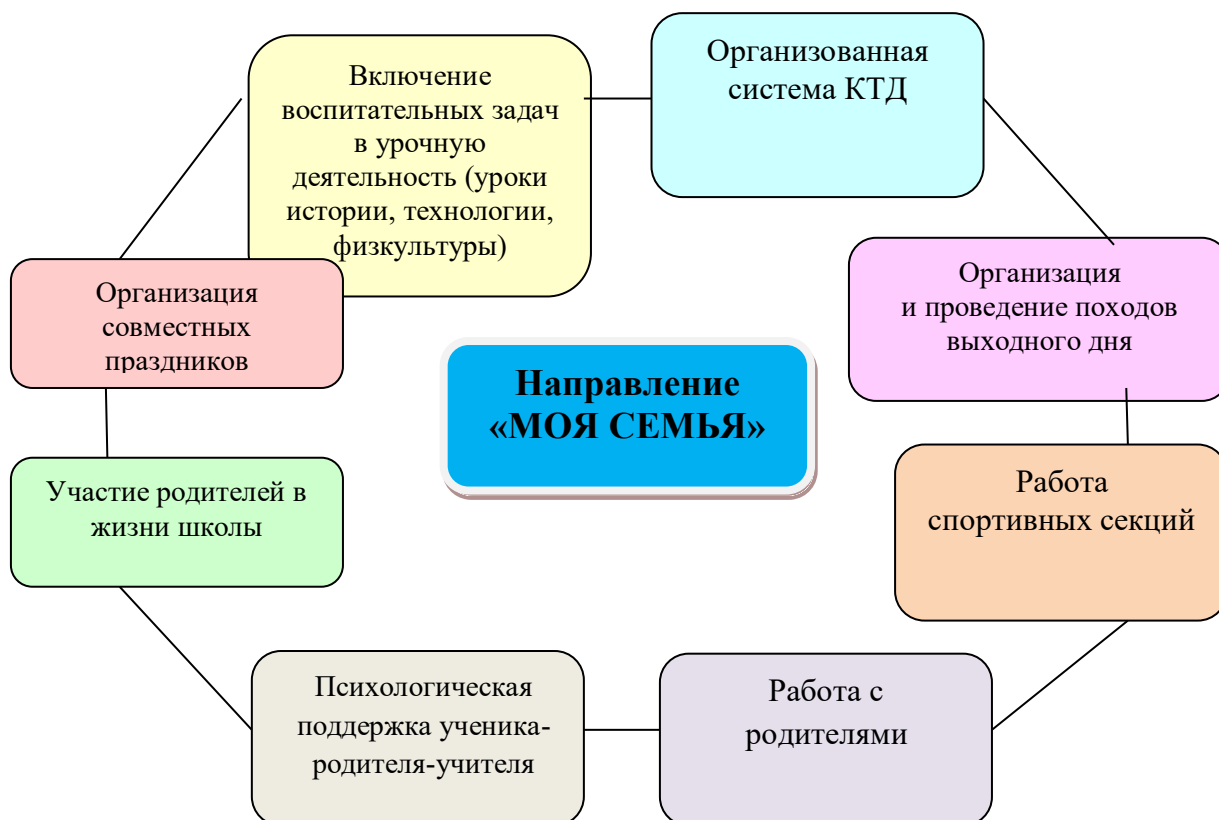 Включение
воспитательных задач
в урочную
деятельность (уроки
истории, технологии,
физкультуры)
Организованная
система КТД
Организация
совместных
праздников
Организация
и проведение походов
выходного дня
Направление
«МОЯ СЕМЬЯ»
Участие родителей в
жизни школы
Работа
спортивных секций
Психологическая
поддержка ученика-
родителя-учителя
Работа с
родителями